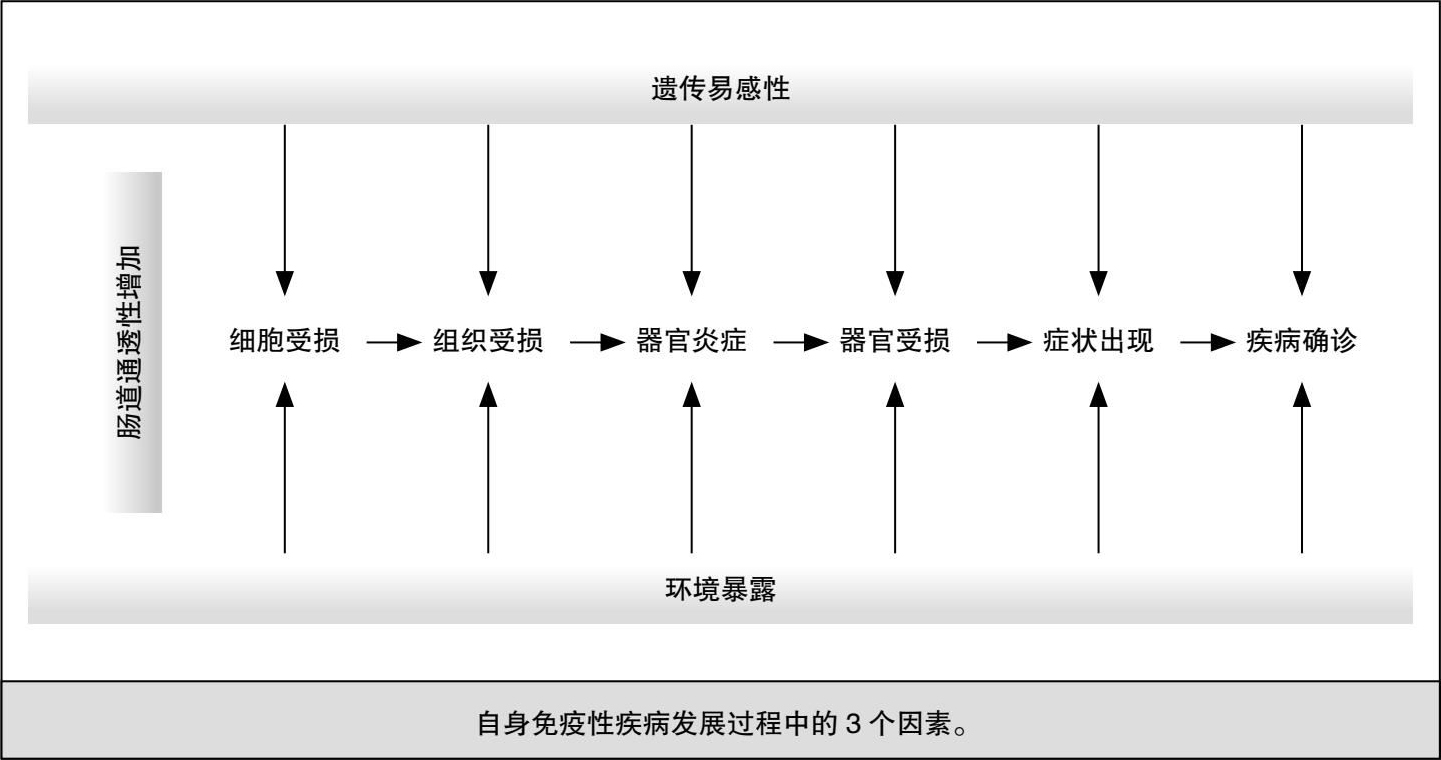 遗传易感性
肠道通透性增加
细胞受损
组织受损
器官炎症
器官受损
症状出现
疾病确诊
环境暴露
自身免疫性疾病发展过程中的 3 个因素。